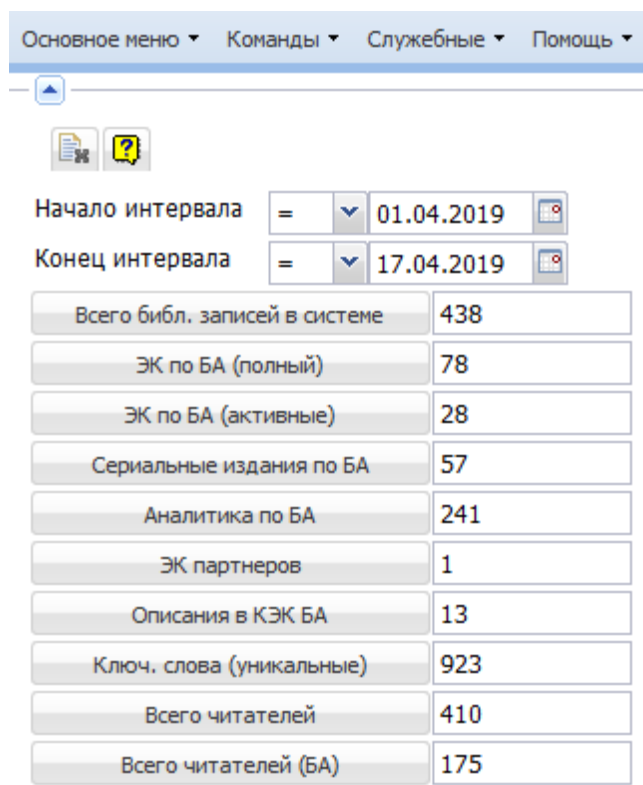 Основное меню Команды Служебные Помощь
Начало интервала = 01.04.2019
Конец интервала = 17.04.2019
Всего библ. записей в системе 438
ЭК по БА (полный) 78
ЭК по БА (активные) 28
Сериальные издания по БА 57
Аналитика по БА 241
ЭК партнеров 1
Описания в КЭК БА 13
Ключ. слова (уникальные) 923
Всего читателей 410
Всего читателей (БА) 175